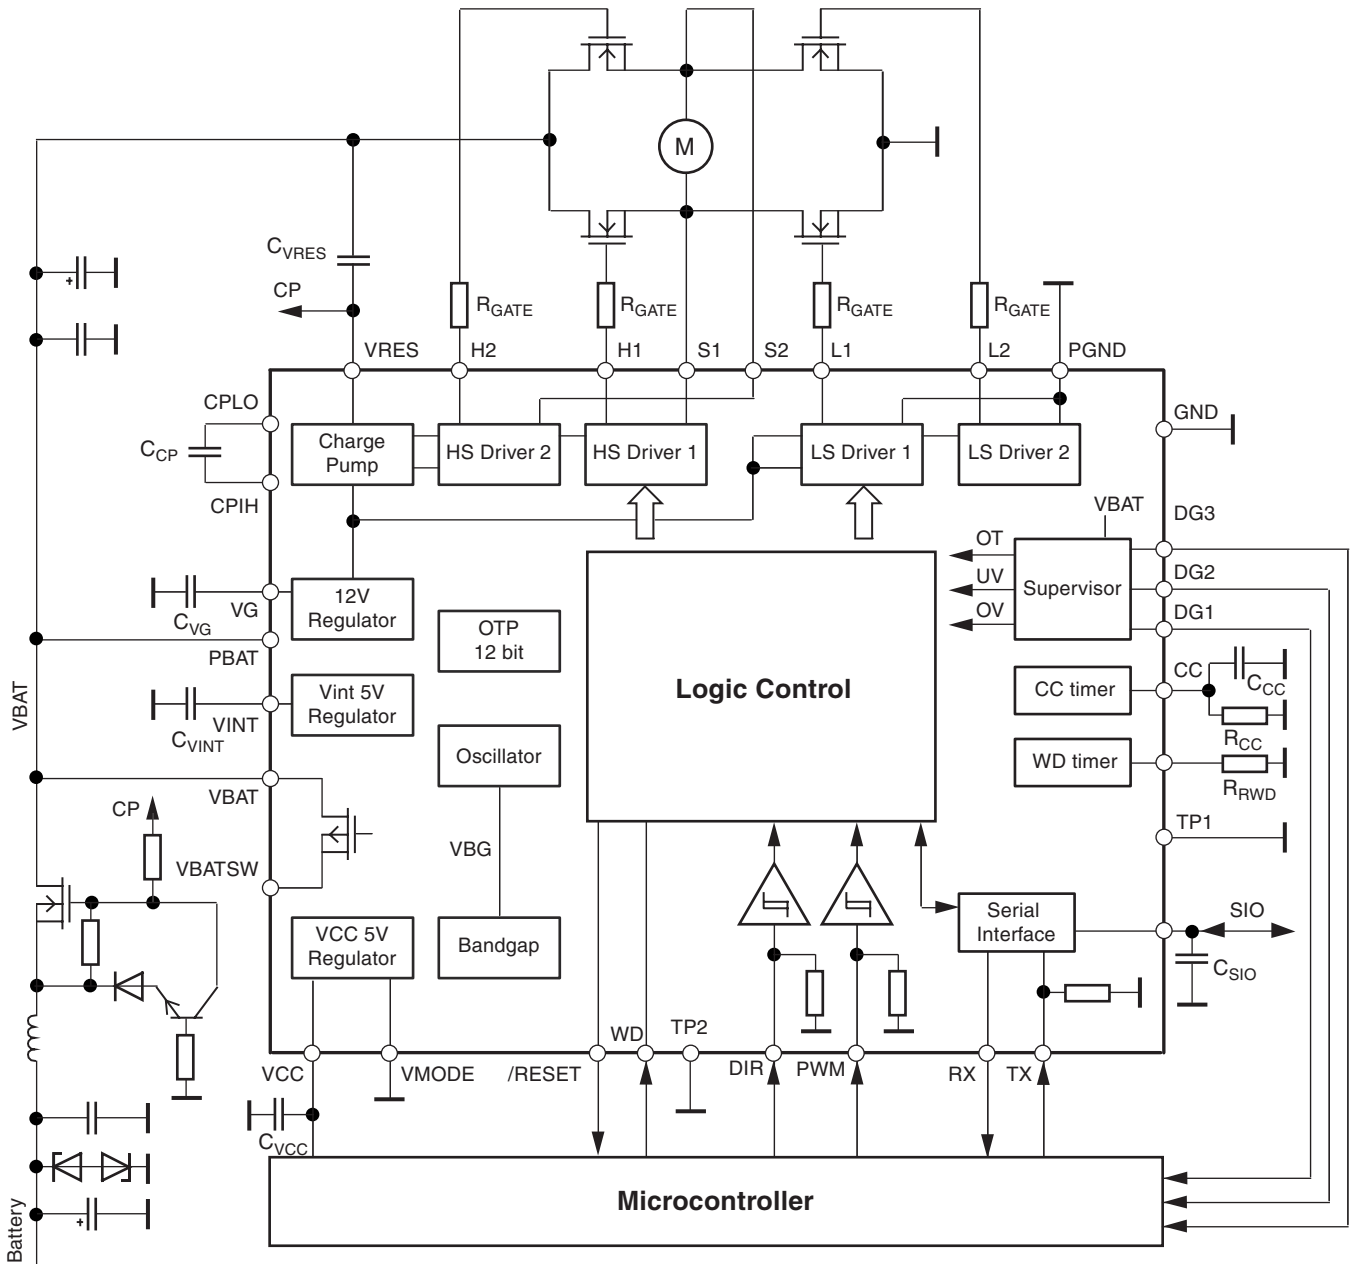 M
CVRES
CP
RGATE
RGATE
RGATE
RGATE
VRES
H2
H1
S1
S2
L1
L2
PGND
CPLO
CCP
CPIH
GND
Charge
Pump
HS Driver 2
HS Driver 1
LS Driver 1
LS Driver 2
VBAT
DG3
OT
UV
OV
Supervisor
DG2
DG1
VG
CVG
12V
Regulator
OTP
12 bit
PBAT
VBAT
VINT
CVINT
Vint 5V
Regulator
Logic Control
CC timer
CC
CCC
RCC
Oscillator
WD timer
RRWD
VBAT
CP
VBG
TP1
VBATSW
VCC 5V
Regulator
Bandgap
Serial
Interface
SIO
CSIO
VCC
VMODE
/RESET
WD
TP2
DIR
PWM
RX
TX
CVCC
Microcontroller
Battery
+
+